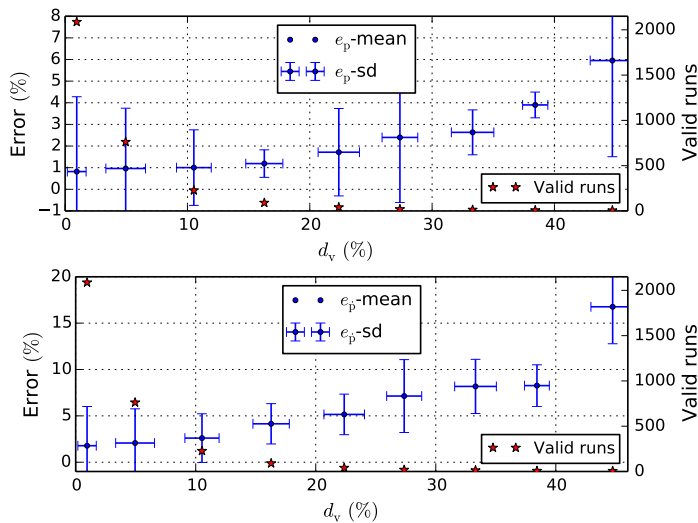 8
7
6
5
4
3
2
1
0
−1
Error (%)
2000
1500
1000
500
0
Valid runs
e_p-mean
e_p-sd
Valid runs
0 10 20 30 40
d_v (%)
20
15
10
5
0
Error (%)
2000
1500
1000
500
0
Valid runs
e_ṗ-mean
e_ṗ-sd
Valid runs
0 10 20 30 40
d_v (%)